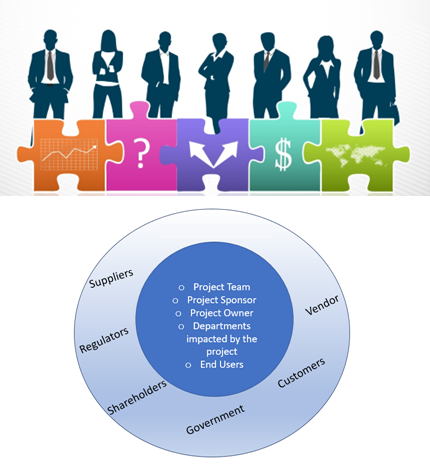 ?
$
Project Team
Project Sponsor
Project Owner
Departments
impacted by the
project
End Users
Suppliers
Regulators
Shareholders
Government
Customers
Vendor